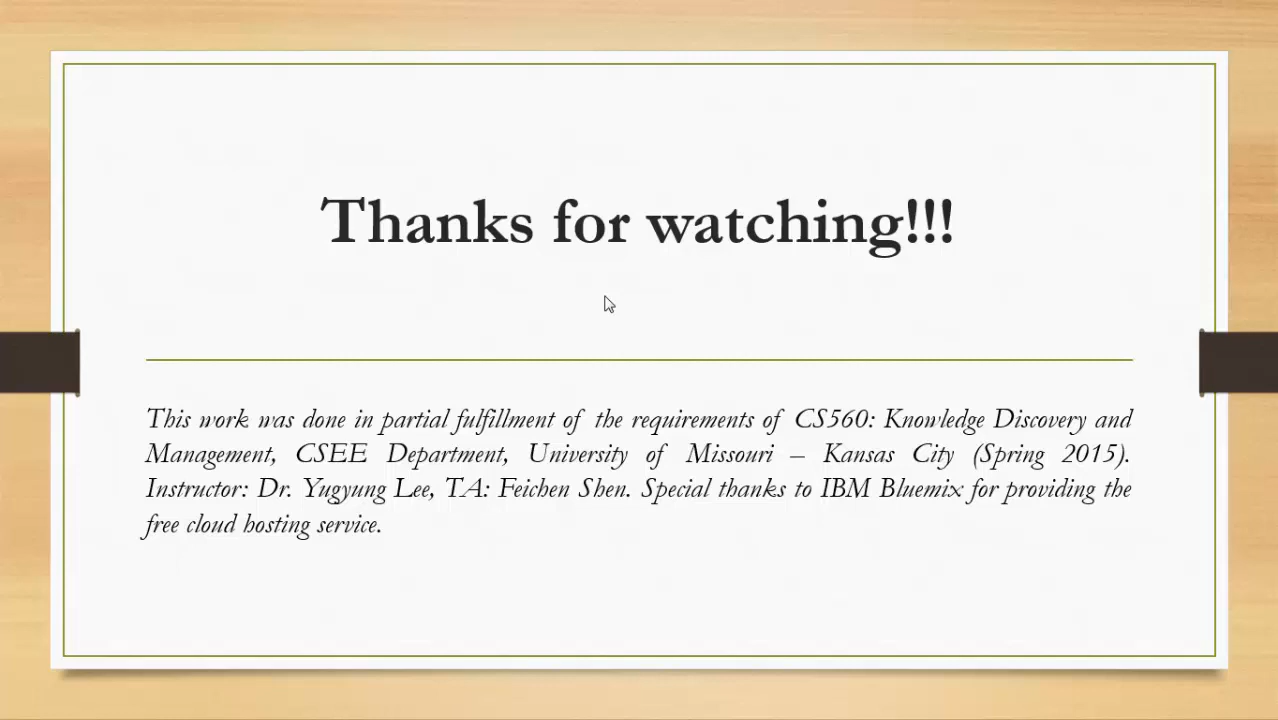 Thanks for watching!!!
This work was done in partial fulfillment of the requirements of CS560: Knowledge Discovery and
Management, CSEE Department, University of Missouri – Kansas City (Spring 2015).
Instructor: Dr. Yugyung Lee, TA: Feichen Shen. Special thanks to IBM Bluemix for providing the
free cloud hosting service.